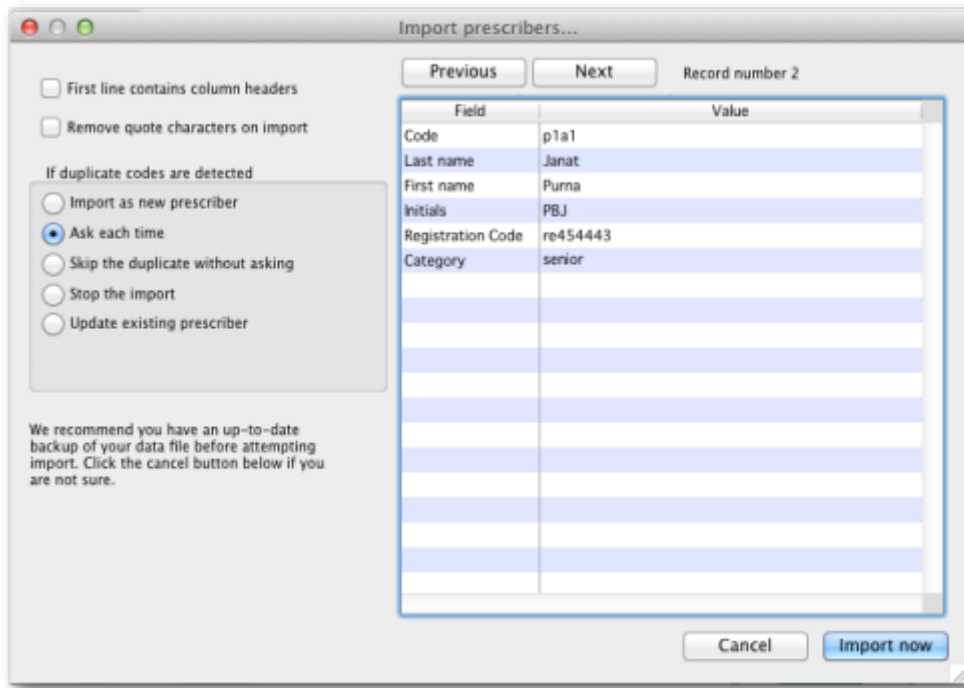 Import prescribers...
First line contains column headers
Remove quote characters on import
If duplicate codes are detected
Import as new prescriber
Ask each time
Skip the duplicate without asking
Stop the import
Update existing prescriber
We recommend you have an up-to-date
backup of your data file before attempting
import. Click the cancel button below if you
are not sure.
Previous Next Record number 2
Field Value
Code p1a1
Last name Janat
First name Purna
Initials PBJ
Registration Code re454443
Category senior
Cancel Import now